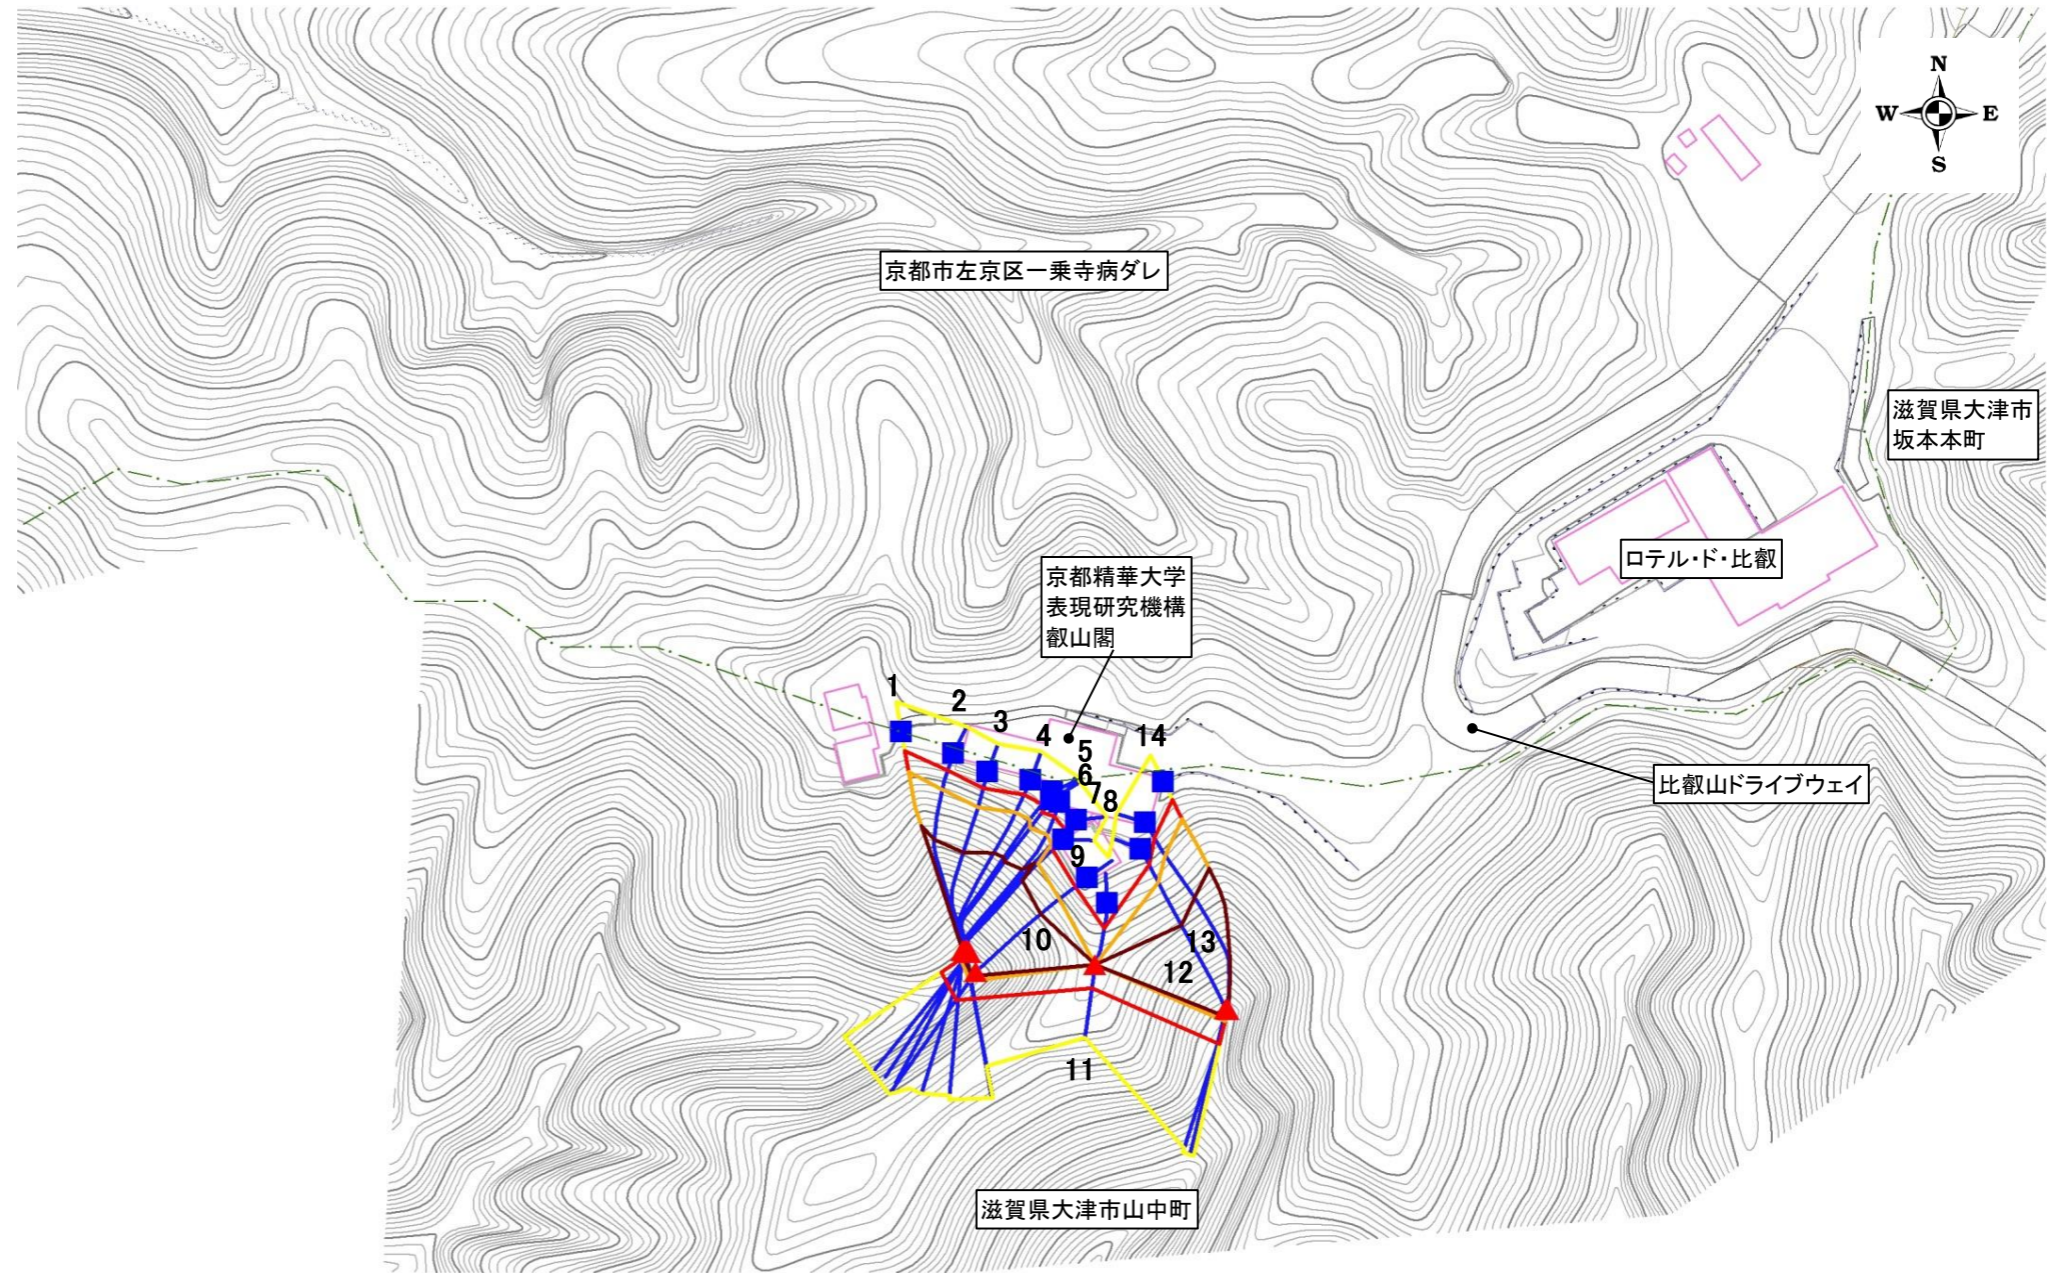 N
W E
S
京都市左京区一乗寺病ダレ
滋賀県大津市
坂本本町
ロテル・ド・比叡
京都精華大学
表現研究機構
叡山閣
1
2
3
4
5
6
7
8
14
9
比叡山ドライブウェイ
10
13
12
11
滋賀県大津市山中町